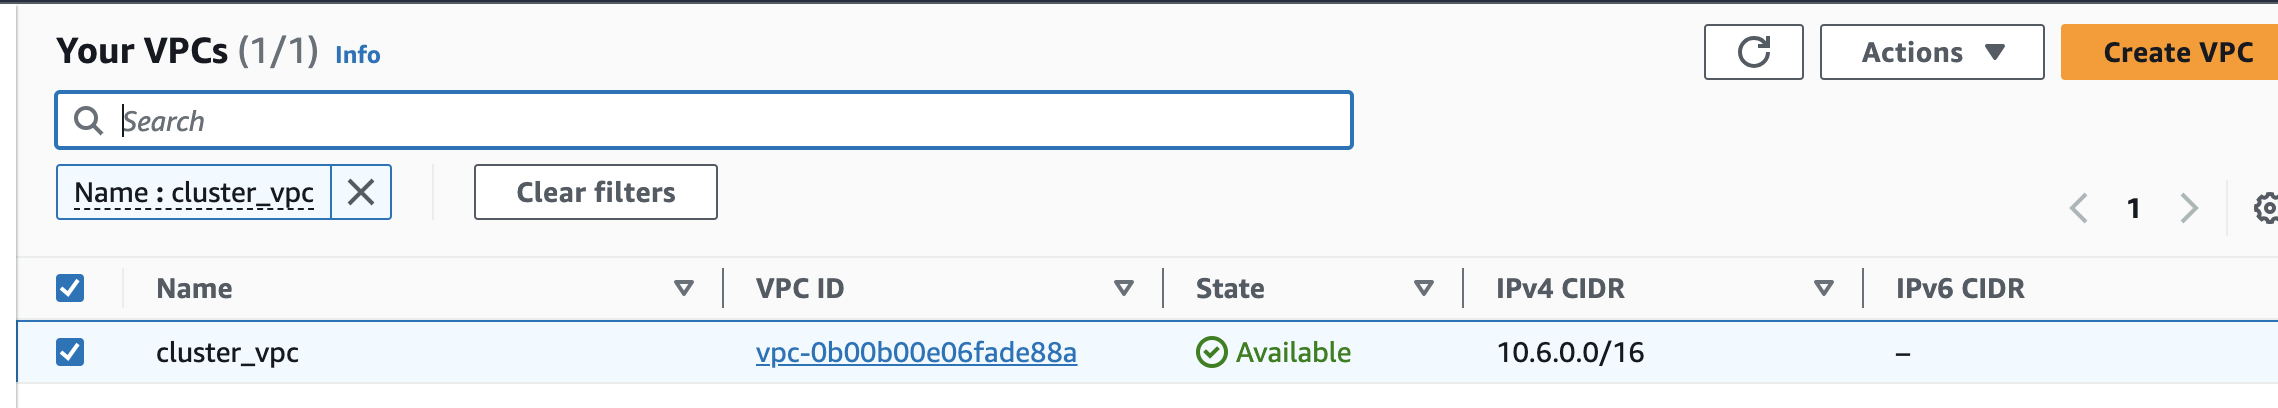 Your VPCs (1/1) Info
Actions
Create VPC
Search
Name : cluster_vpc
Clear filters
1
Name VPC ID State IPv4 CIDR IPv6 CIDR
cluster_vpc vpc-0b00b00e06fade88a Available 10.6.0.0/16 –